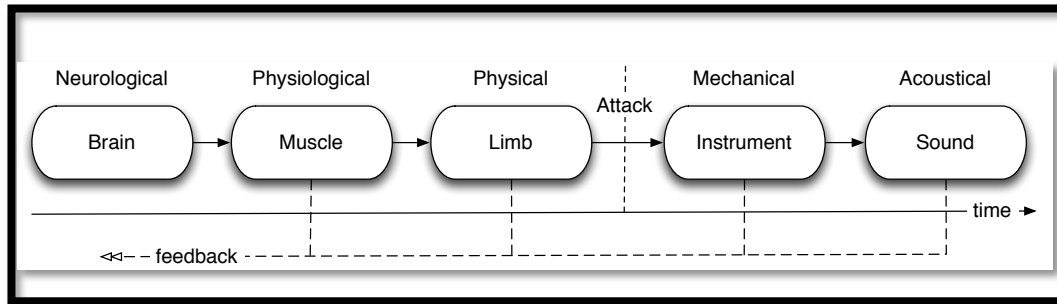 Neurological Physiological Physical Mechanical Acoustical
Attack
Brain Muscle Limb Instrument Sound
time
feedback